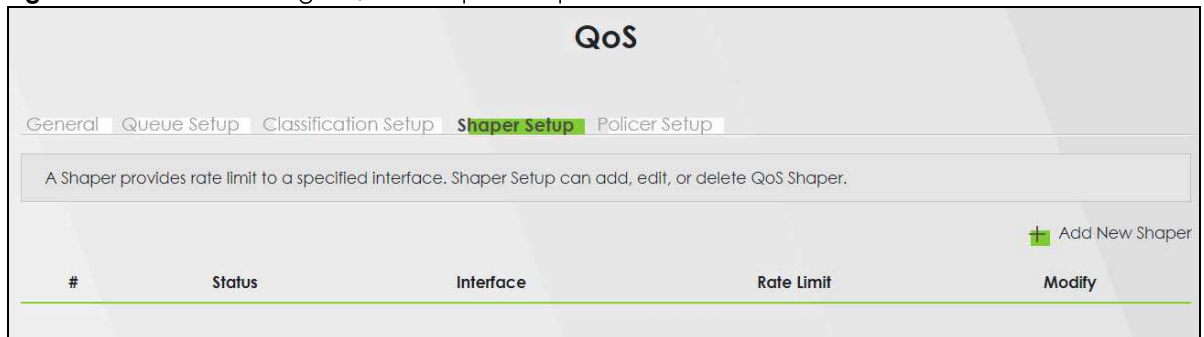 QoS
General Queue Setup Classification Setup Shaper Setup Policer Setup
A Shaper provides rate limit to a specified interface. Shaper Setup can add, edit, or delete QoS Shaper.
+ Add New Shaper
# Status Interface Rate Limit Modify